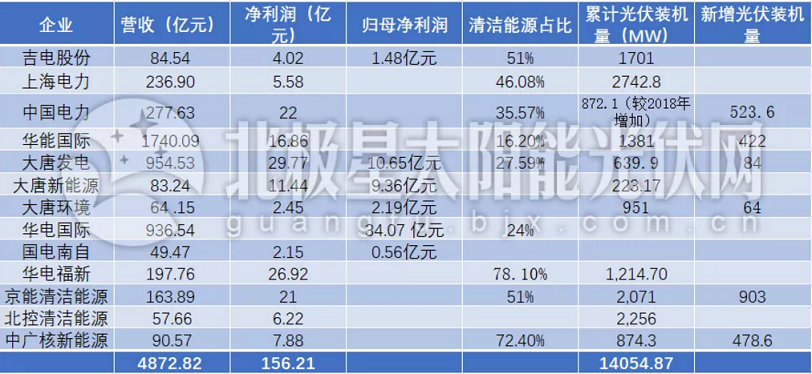 企业 营收（亿元） 净利润（亿元） 归母净利润 清洁能源占比 累计光伏装机量（MW） 新增光伏装机量
吉电股份 84.54 4.02 1.48亿元 51% 1701
上海电力 236.90 5.58 46.08% 2742.8
中国电力 277.63 22 35.57% 872.1（较2018年增加） 523.6
华能国际 1740.09 16.86 16.20% 1381 422
大唐发电 954.53 29.77 10.65亿元 27.59% 639.9 84
大唐新能源 83.24 11.44 9.36亿元 223.17
大唐环境 64.15 2.45 2.19亿元 951 64
华电国际 936.54 34.07 亿元 24%
国电南自 49.47 2.15 0.56亿元
华电福新 197.76 26.92 78.10% 1,214.70
京能清洁能源 163.89 21 51% 2,071 903
北控清洁能源 57.66 6.22 2,256
中广核新能源 90.57 7.88 72.40% 874.3 478.6
4872.82 156.21 14054.87
北极星太阳能光伏网
guangfu.bjx.com.cn